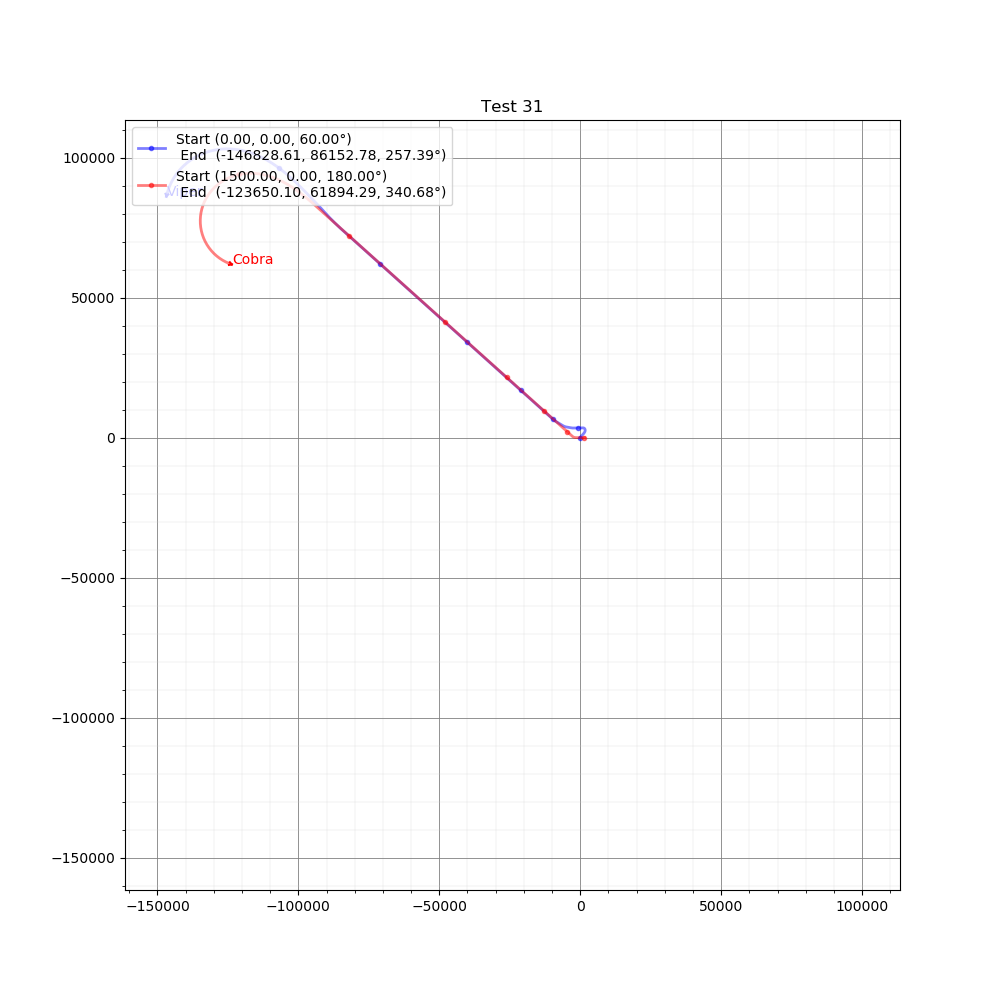 Test 31
Start (0.00, 0.00, 60.00°)
End (-146828.61, 86152.78, 257.39°)
Start (1500.00, 0.00, 180.00°)
End (-123650.10, 61894.29, 340.68°)
Cobra
100000
50000
0
−50000
−100000
−150000
−150000
−100000
−50000
0
50000
100000